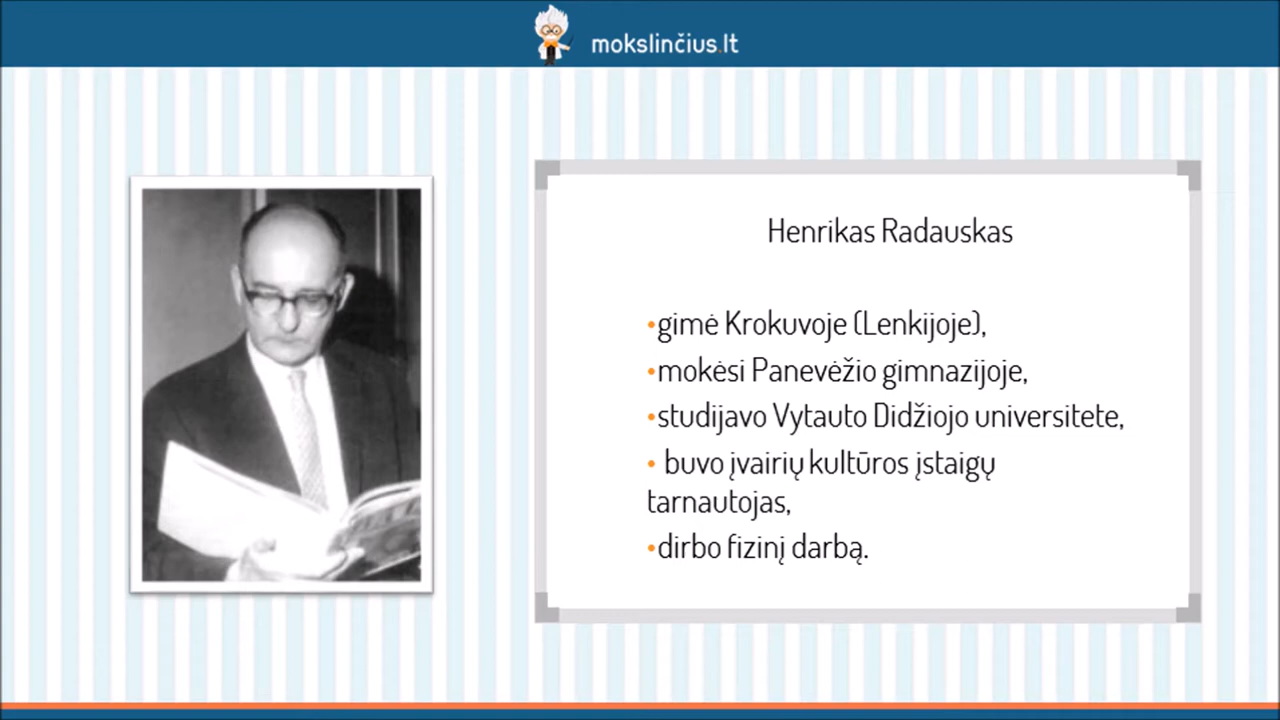 mokslinčius.lt
Henrikas Radauskas
•gimė Krokuvoje (Lenkijoje),
•mokėsi Panevėžio gimnazijoje,
•studijavo Vytauto Didžiojo universitete,
• buvo įvairių kultūros įstaigų
tarnautojas,
•dirbo fizinį darbą.